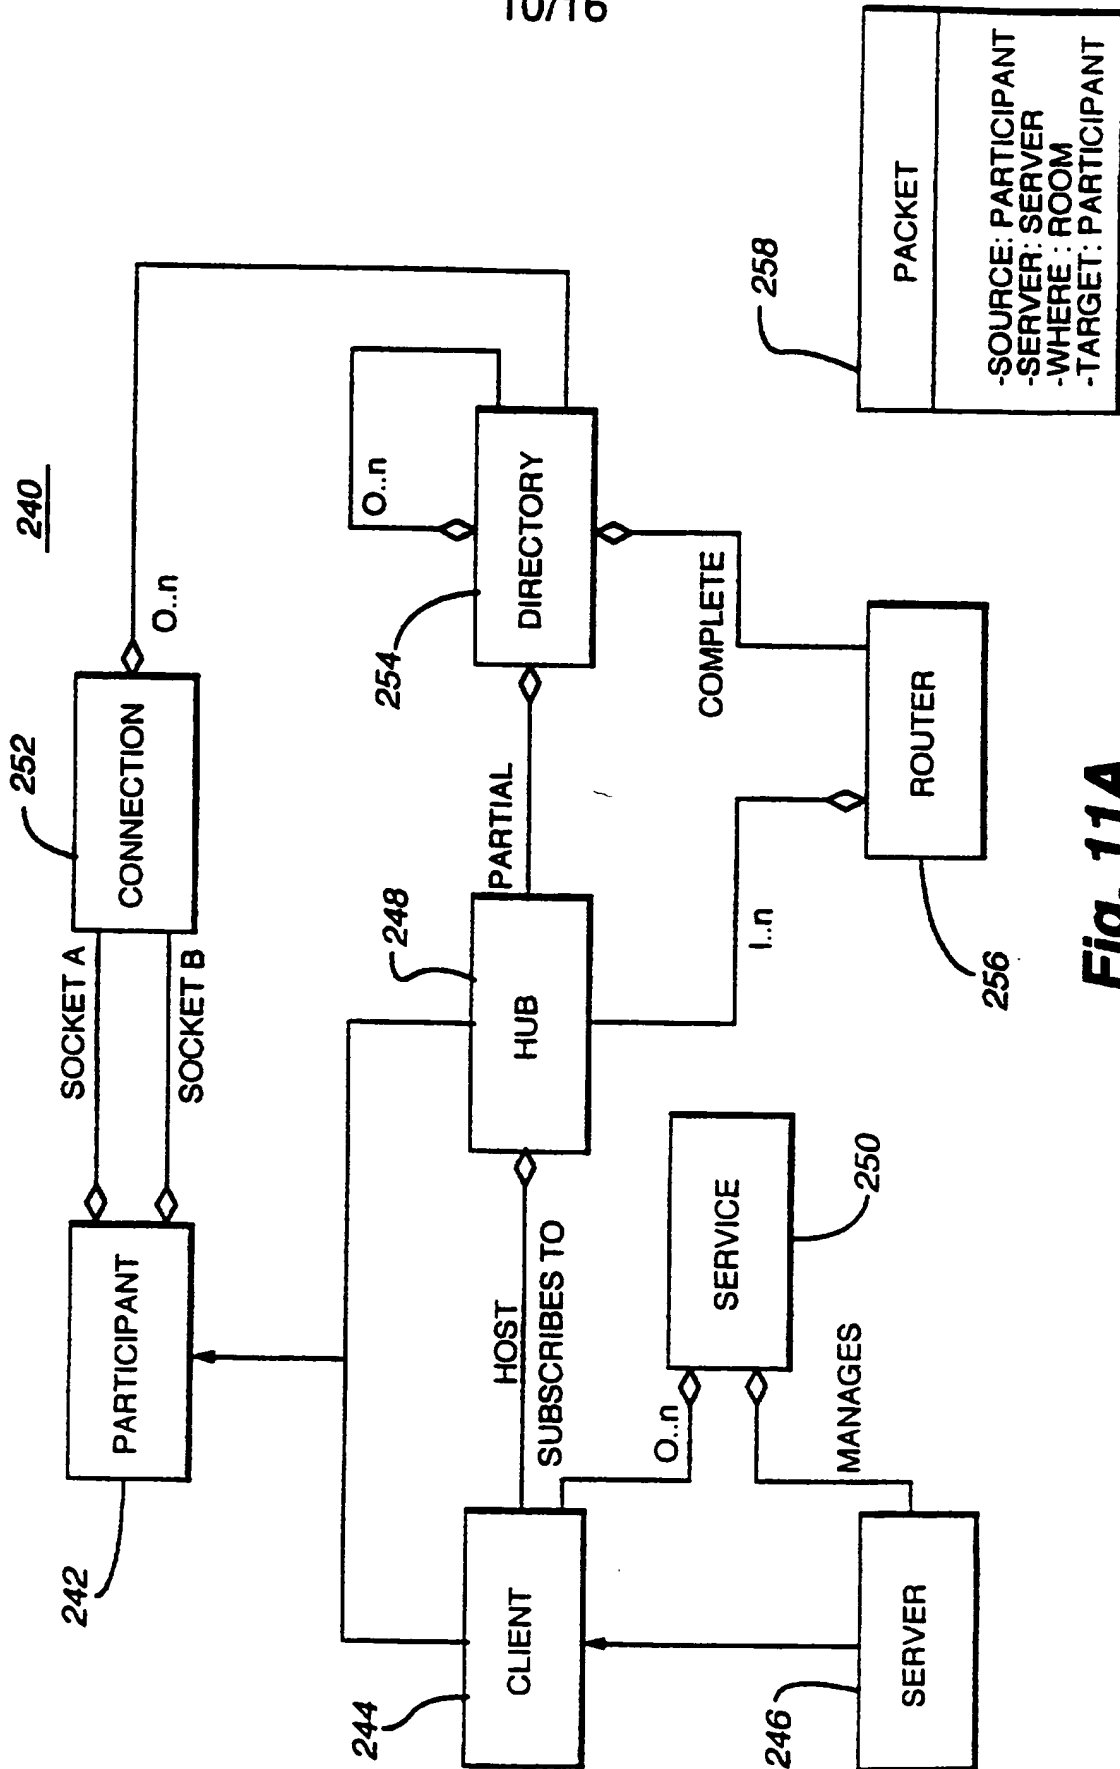 10/16
240
242
PARTICIPANT
SOCKET A
SOCKET B
252
CONNECTION
O..n
244
CLIENT
HOST
SUBSCRIBES TO
248
HUB
PARTIAL
254
DIRECTORY
O..n
O..n
SERVICE
250
MANAGES
246
SERVER
I..n
COMPLETE
ROUTER
256
258
PACKET
-SOURCE: PARTICIPANT
-SERVER: SERVER
-WHERE : ROOM
-TARGET: PARTICIPANT
Fig. 11A